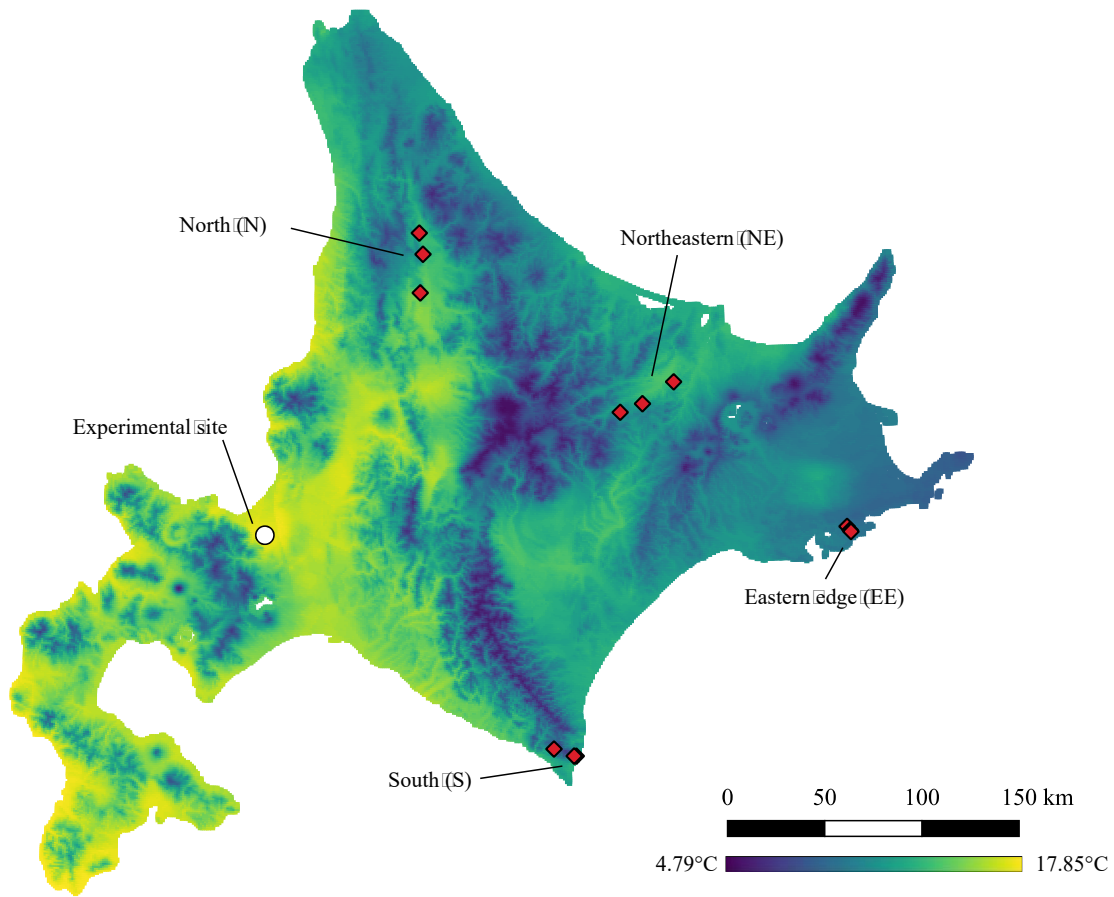 North (N)
Northeastern (NE)
Experimental site
Eastern edge (EE)
South (S)
0 50 100 150 km
4.79°C 17.85°C